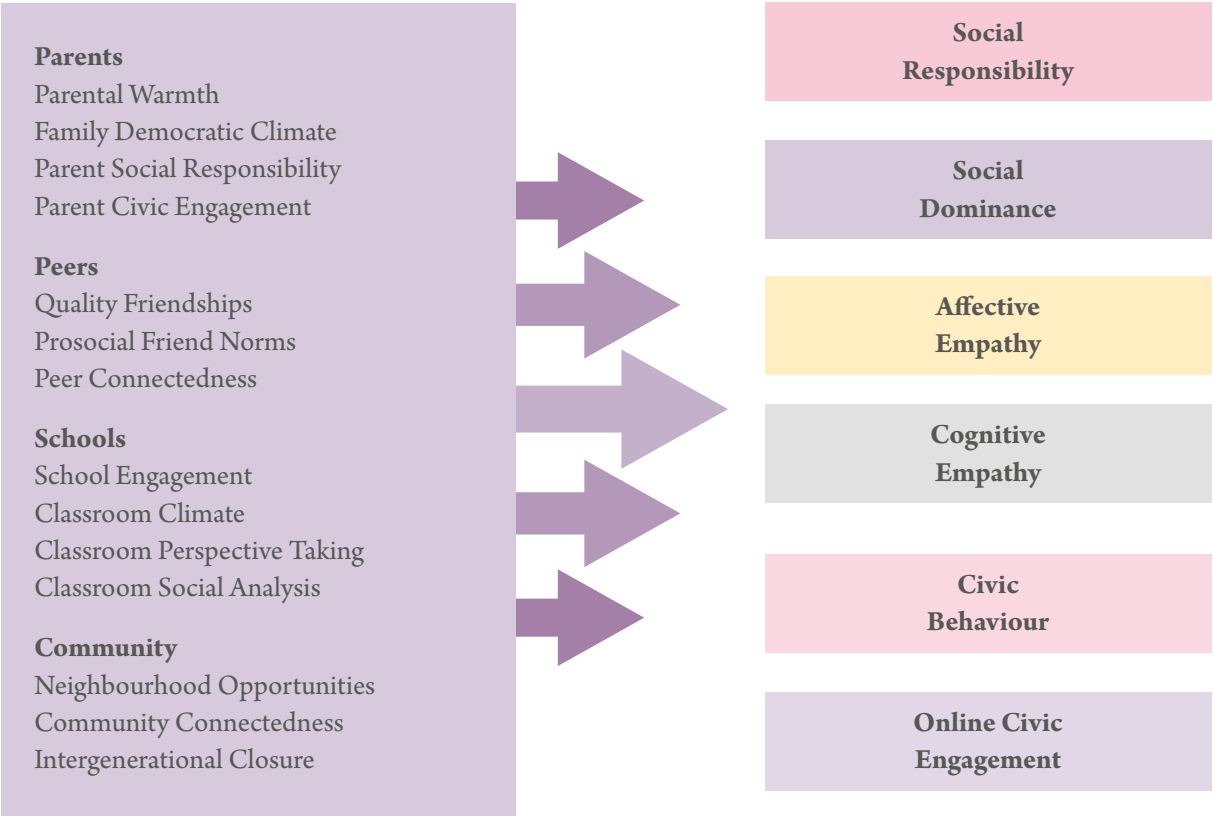 Parents
Parental Warmth
Family Democratic Climate
Parent Social Responsibility
Parent Civic Engagement
Peers
Quality Friendships
Prosocial Friend Norms
Peer Connectedness
Schools
School Engagement
Classroom Climate
Classroom Perspective Taking
Classroom Social Analysis
Community
Neighbourhood Opportunities
Community Connectedness
Intergenerational Closure
Social
Responsibility
Social
Dominance
Affective
Empathy
Cognitive
Empathy
Civic
Behaviour
Online Civic
Engagement